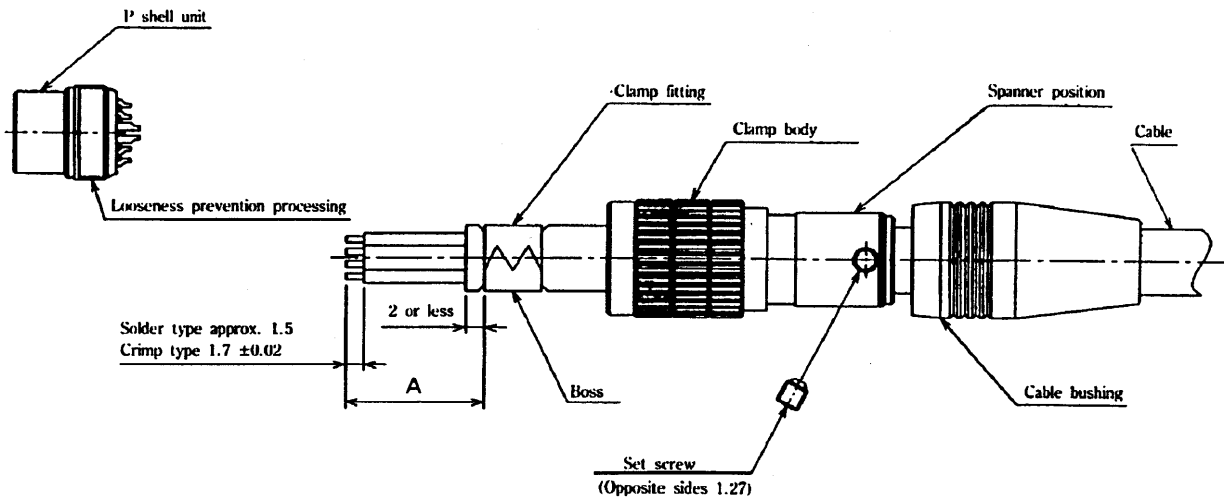 P shell unit
Clamp fitting
Spanner position
Clamp body
Cable
Looseness prevention processing
2 or less
Solder type approx. 1.5
Crimp type 1.7 ±0.02
A
Boss
Cable bushing
Set screw
(Opposite sides 1.27)